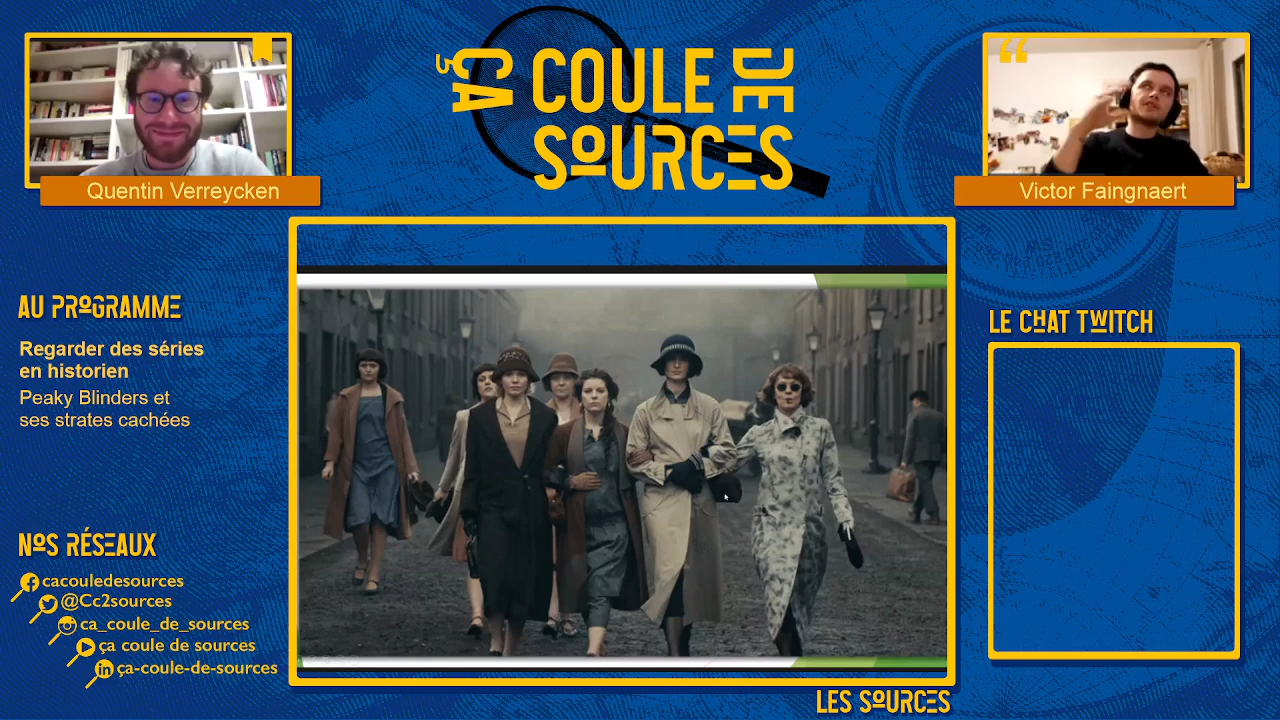 ÇA COULE DE
SOURCES
Quentin Verreycken
Victor Faingnaert
AU PROGRAMME
Regarder des séries
en historien
Peaky Blinders et
ses strates cachées
LE CHAT TWITCH
NOS RÉSEAUX
cacouledesources
@Cc2sources
ca_coule_de_sources
ça coule de sources
ça-coule-de-sources
LES SOURCES